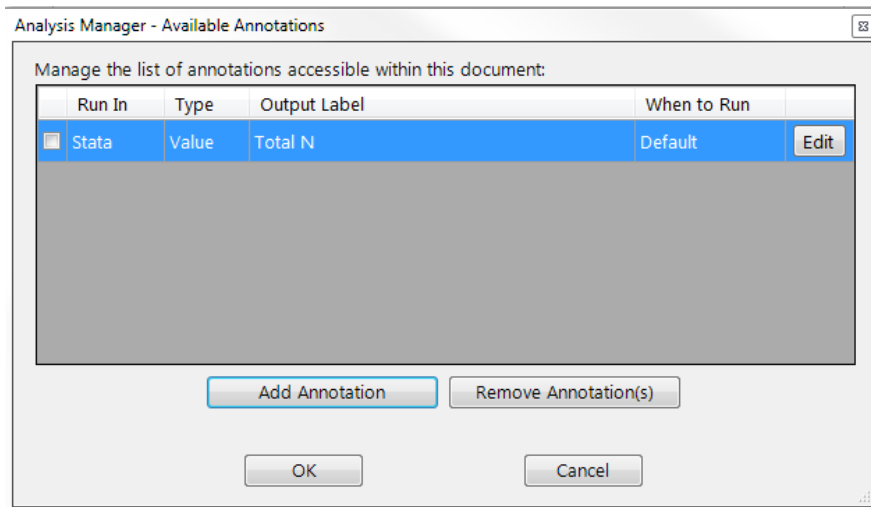 Analysis Manager - Available Annotations
Manage the list of annotations accessible within this document:
Run In Type Output Label When to Run
Stata Value Total N Default Edit
Add Annotation Remove Annotation(s)
OK Cancel